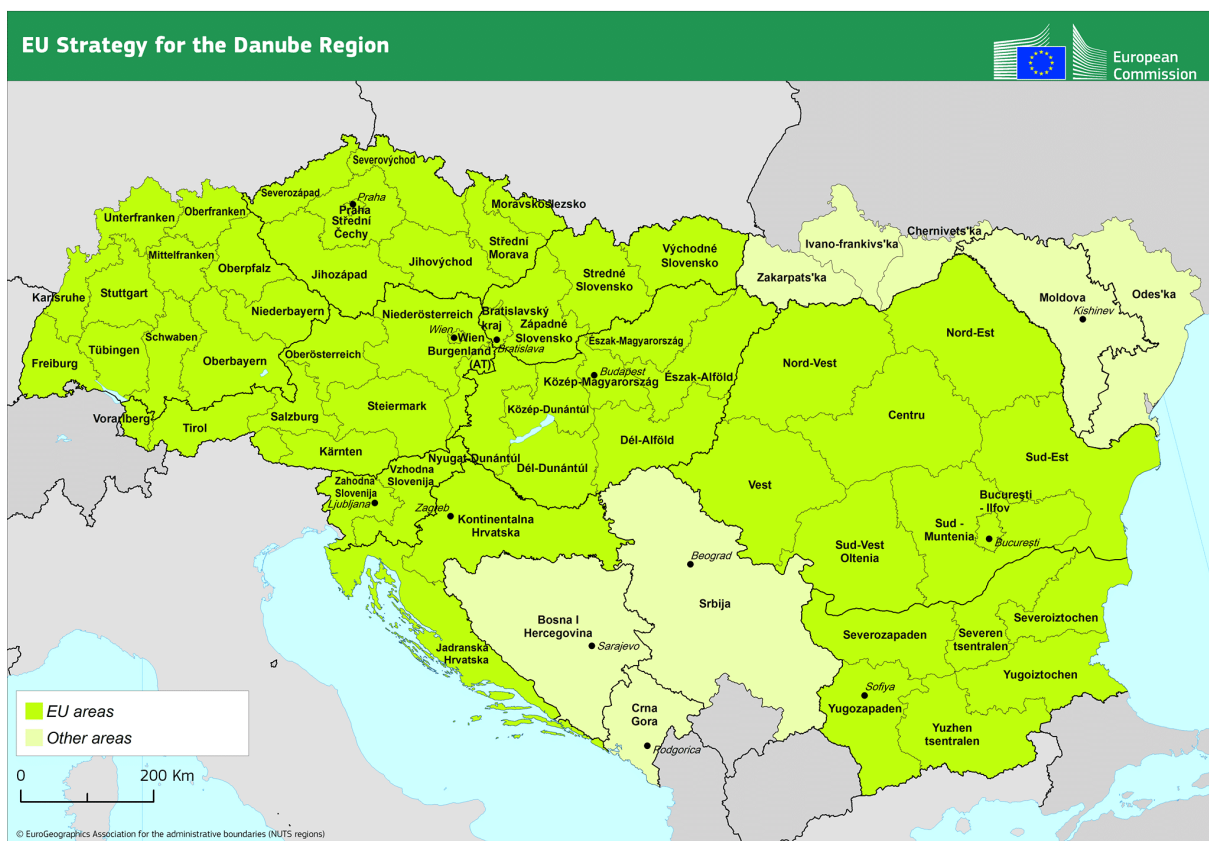 EU Strategy for the Danube Region
European
Commission
Severovýchod
Severozápad
Praha
Praha
Střední
Čechy
Moravskoslezsko
Unterfranken
Oberfranken
Mittelfranken
Oberpfalz
Jihozápad
Jihovýchod
Střední
Morava
Východné
Slovensko
Stredné
Slovensko
Ivano-frankivs'ka
Chernivets'ka
Zakarpats'ka
Odes'ka
Moldova
Kishinev
Karlsruhe
Stuttgart
Niederbayern
Niederösterreich
Bratislavský
kraj
Západné
Slovensko
Wien
Wien
Bratislava
Burgenland
(AT)
Schwaben
Tübingen
Freiburg
Oberbayern
Oberösterreich
Észak-Magyarország
Budapest
Közép-Magyarország
Észak-Alföld
Nord-Vest
Nord-Est
Vorarlberg
Tirol
Salzburg
Steiermark
Közép-Dunántúl
Centru
Kärnten
Dél-Alföld
Nyugat-Dunántúl
Dél-Dunántúl
Sud-Est
Vzhodna
Slovenija
Zahodna
Slovenija
Ljubljana
Zagreb
Kontinentalna
Hrvatska
Vest
Bucureşti
- Ilfov
Sud -
Muntenia
Bucureşti
Sud-Vest
Oltenia
Beograd
Srbija
Bosna I
Hercegovina
Sarajevo
Jadranska
Hrvatska
Severozapaden
Severen
tsentralen
Severoiztochen
Yugoiztochen
Sofiya
Yugozapaden
Yuzhen
tsentralen
Crna
Gora
Podgorica
EU areas
Other areas
0 200 Km
© EuroGeographics Association for the administrative boundaries (NUTS regions)